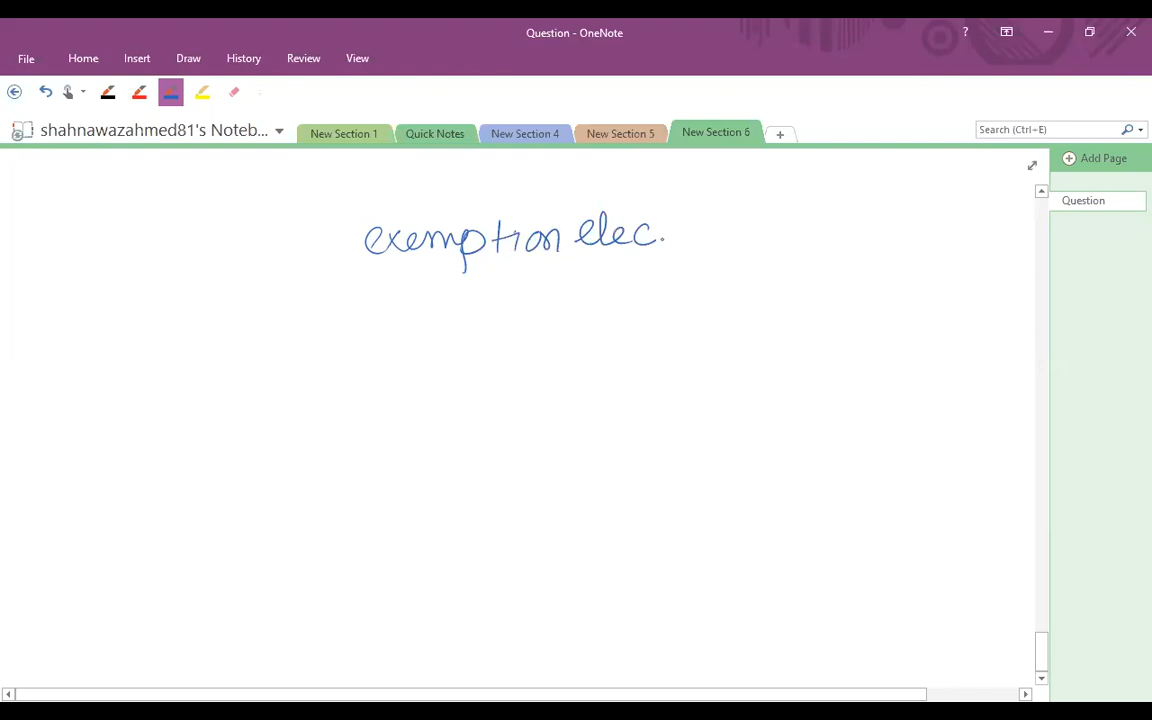 Question - OneNote
?
File Home Insert Draw History Review View
shahnawazahmed81's Noteb... New Section 1 Quick Notes New Section 4 New Section 5 New Section 6 + Search (Ctrl+E)
Add Page
Question
exemption elec.